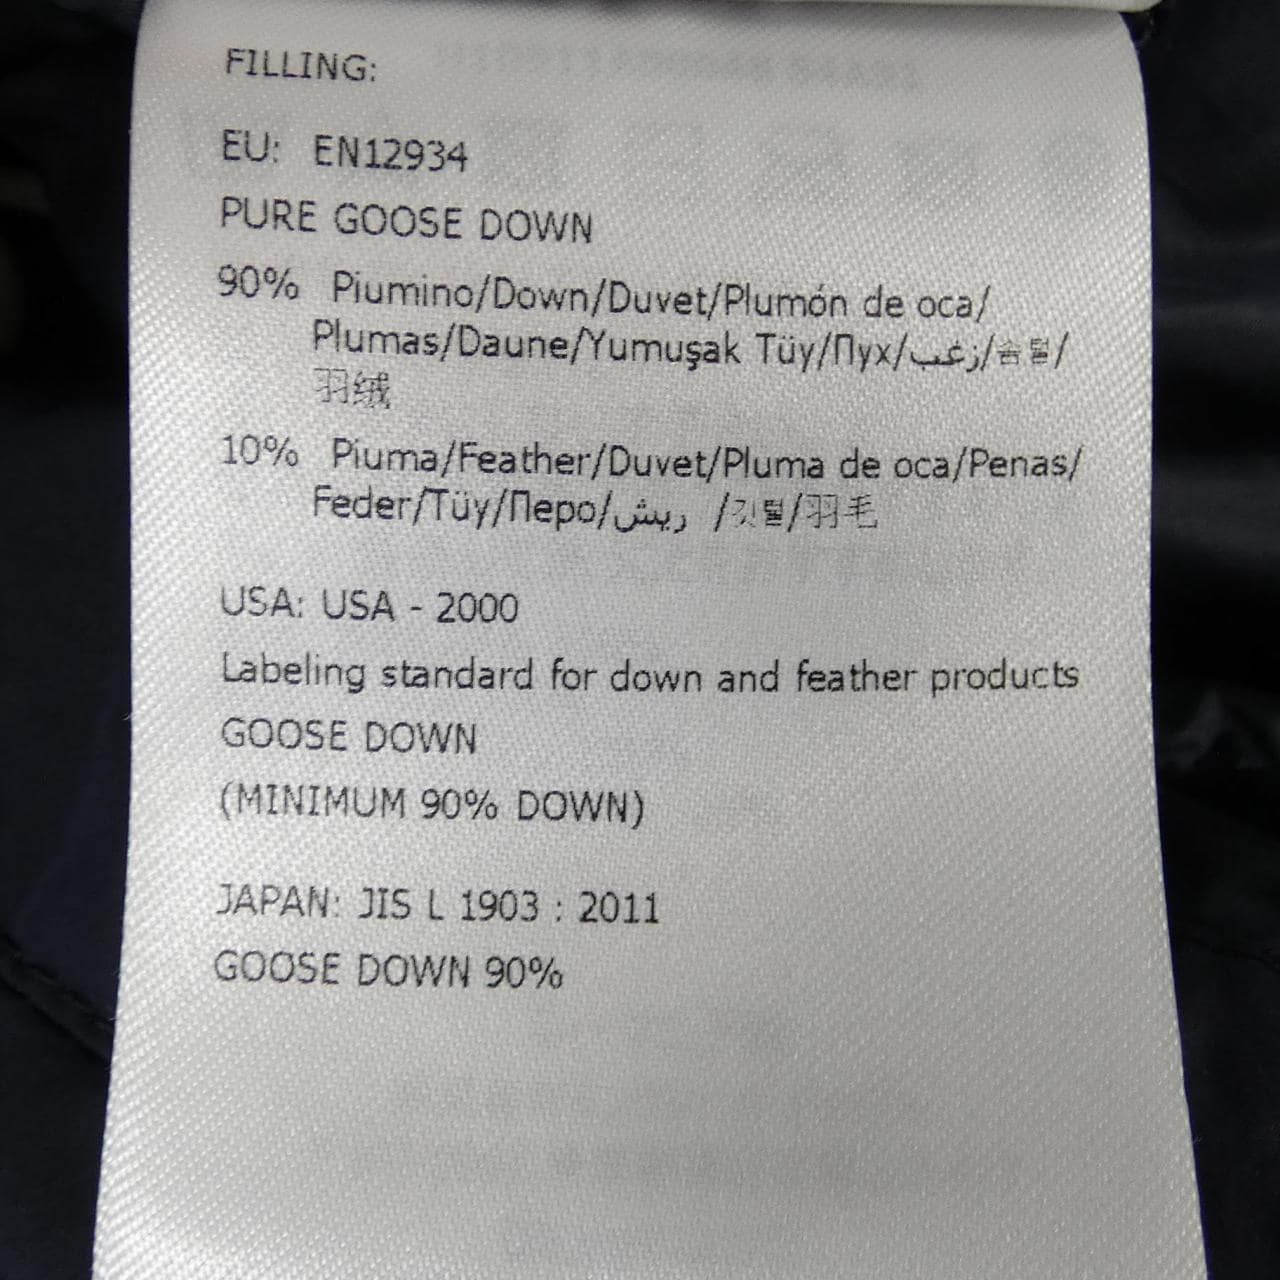 FILLING:
EU: EN12934
PURE GOOSE DOWN
90% Piumino/Down/Duvet/Plumón de oca/
Plumas/Daune/Yumuşak Tüy/Пух/زغب/솜털/
羽绒
10% Piuma/Feather/Duvet/Pluma de oca/Penas/
Feder/Tüy/Перо/ريش /깃털/羽毛
USA: USA - 2000
Labeling standard for down and feather products
GOOSE DOWN
(MINIMUM 90% DOWN)
JAPAN: JIS L 1903 : 2011
GOOSE DOWN 90%